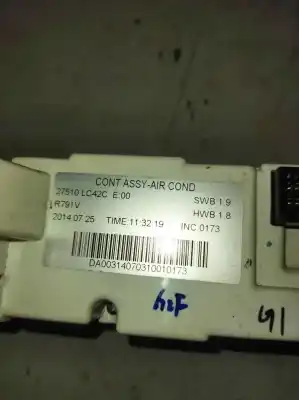 CONT ASSY-AIR COND
27510 LC42C E:00 SWB 1.9
R791V HWB 1.8
2014.07.25 TIME:11:32:19 INC:0173
DA00314070310010173